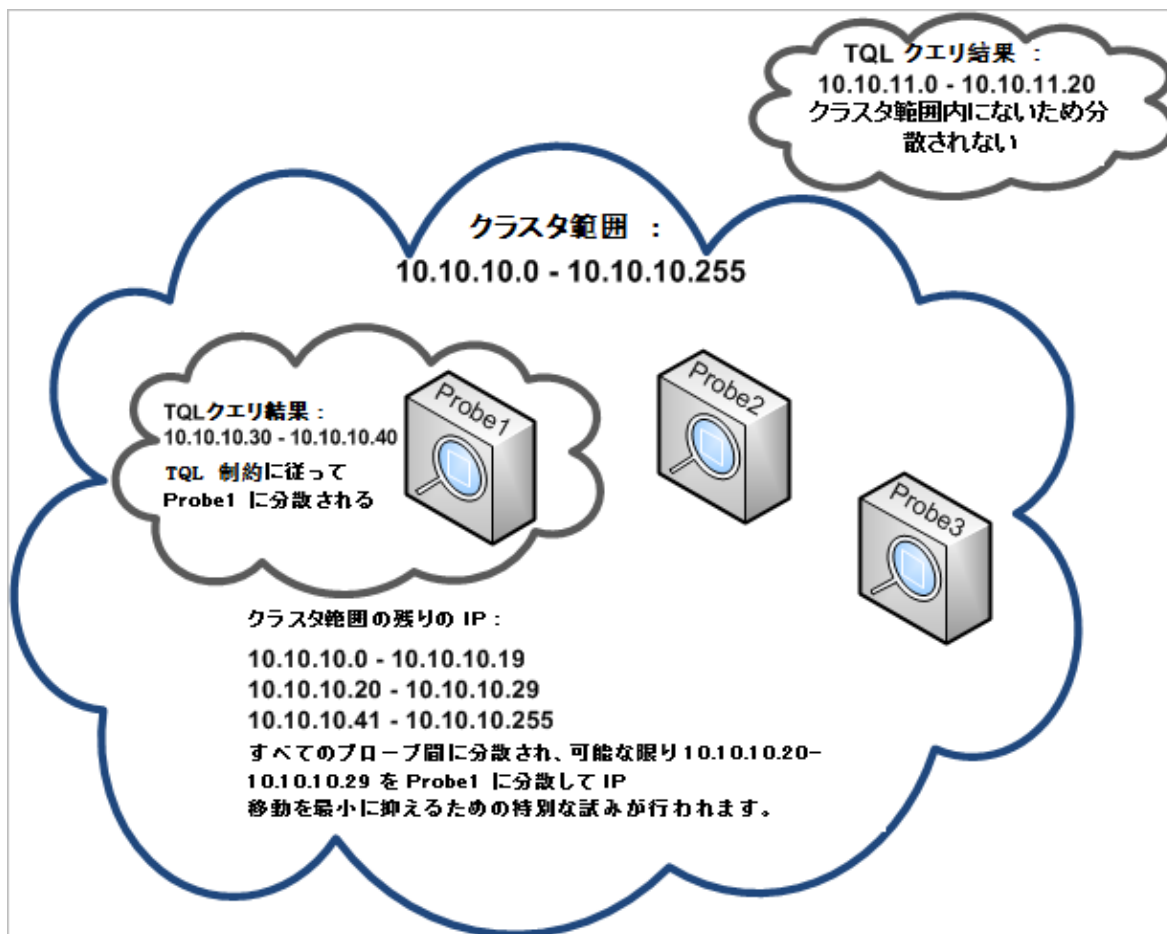 TQL クエリ結果 :
10.10.11.0 - 10.10.11.20
クラスタ範囲内にないため分
散されない
クラスタ範囲 :
10.10.10.0 - 10.10.10.255
TQLクエリ結果 :
10.10.10.30 - 10.10.10.40
TQL 制約に従って
Probe1 に分散される
Probe1
Probe2
Probe3
クラスタ範囲の残りの IP :
10.10.10.0 - 10.10.10.19
10.10.10.20 - 10.10.10.29
10.10.10.41 - 10.10.10.255
すべてのプローブ間に分散され、可能な限り 10.10.10.20-
10.10.10.29 を Probe1 に分散して IP
移動を最小に抑えるための特別な試みが行われます。